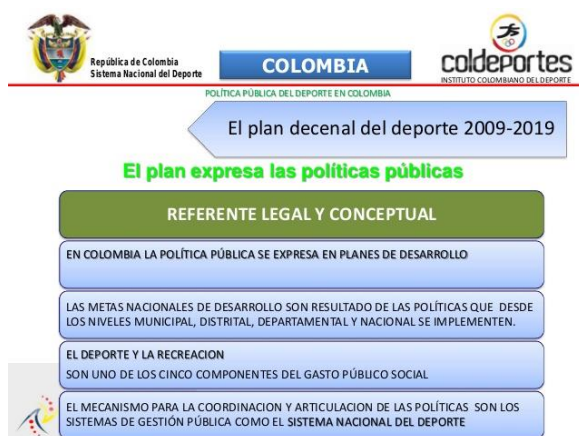 República de Colombia
Sistema Nacional del Deporte
COLOMBIA
coldeportes
INSTITUTO COLOMBIANO DEL DEPORTE
POLÍTICA PÚBLICA DEL DEPORTE EN COLOMBIA
El plan decenal del deporte 2009-2019
El plan expresa las políticas públicas
REFERENTE LEGAL Y CONCEPTUAL
EN COLOMBIA LA POLÍTICA PÚBLICA SE EXPRESA EN PLANES DE DESARROLLO
LAS METAS NACIONALES DE DESARROLLO SON RESULTADO DE LAS POLÍTICAS QUE DESDE
LOS NIVELES MUNICIPAL, DISTRITAL, DEPARTAMENTAL Y NACIONAL SE IMPLEMENTEN.
EL DEPORTE Y LA RECREACION
SON UNO DE LOS CINCO COMPONENTES DEL GASTO PÚBLICO SOCIAL
EL MECANISMO PARA LA COORDINACION Y ARTICULACION DE LAS POLÍTICAS SON LOS
SISTEMAS DE GESTIÓN PÚBLICA COMO EL SISTEMA NACIONAL DEL DEPORTE